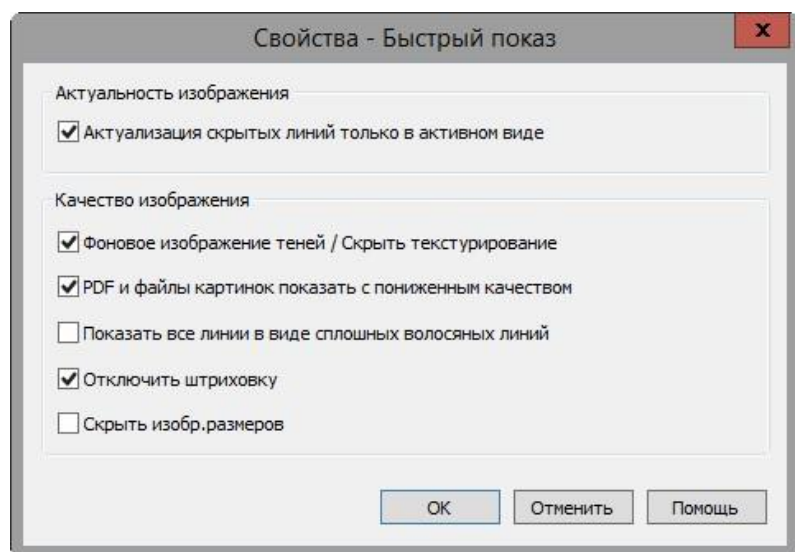 Свойства - Быстрый показ
x
Актуальность изображения
Актуализация скрытых линий только в активном виде
Качество изображения
Фоновое изображение теней / Скрыть текстурирование
PDF и файлы картинок показать с пониженным качеством
Показать все линии в виде сплошных волосяных линий
Отключить штриховку
Скрыть изобр.размеров
ОК Отменить Помощь